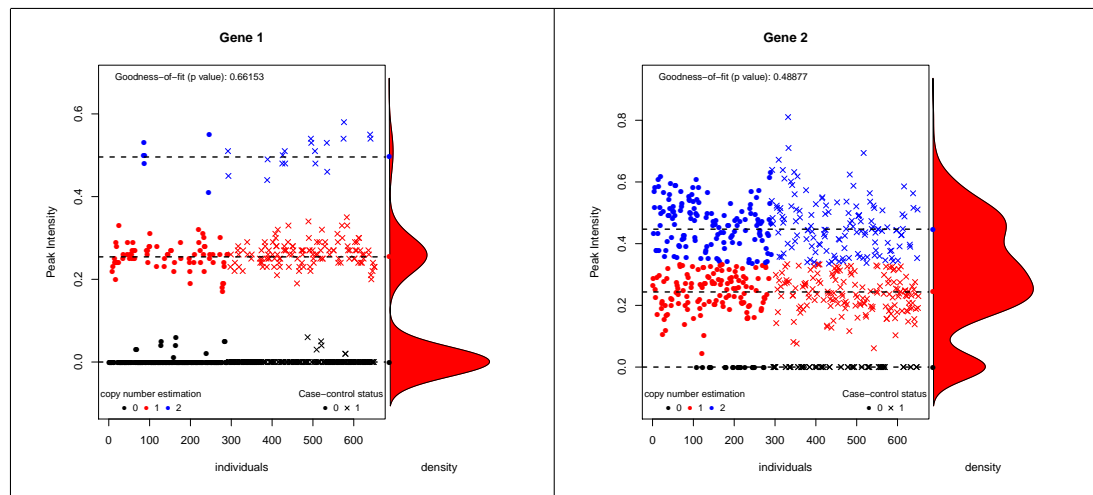 Gene 1
Goodness−of−fit (p value): 0.66153
Peak Intensity
0.6
0.4
0.2
0.0
copy number estimation
0 1 2
Case−control status
0 1
0 100 200 300 400 500 600
individuals
density
Gene 2
Goodness−of−fit (p value): 0.48877
Peak Intensity
0.8
0.6
0.4
0.2
0.0
copy number estimation
0 1 2
Case−control status
0 1
0 100 200 300 400 500 600
individuals
density